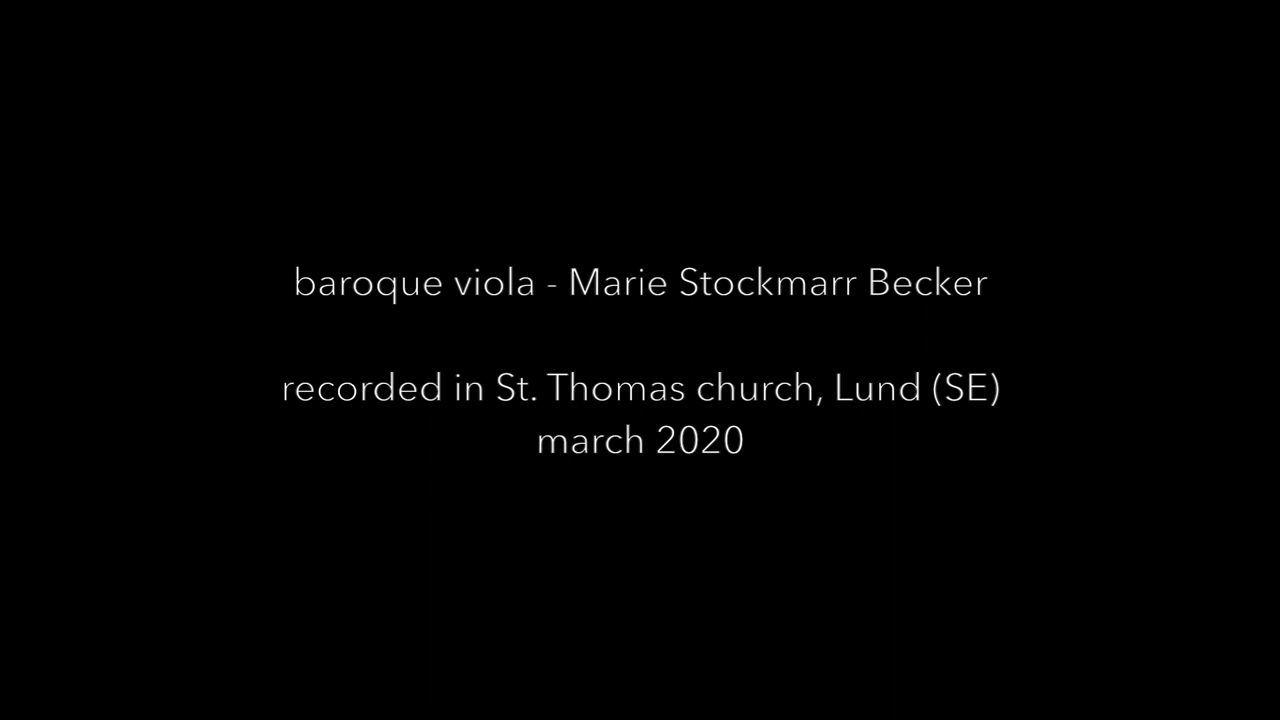 baroque viola - Marie Stockmarr Becker
recorded in St. Thomas church, Lund (SE)
march 2020